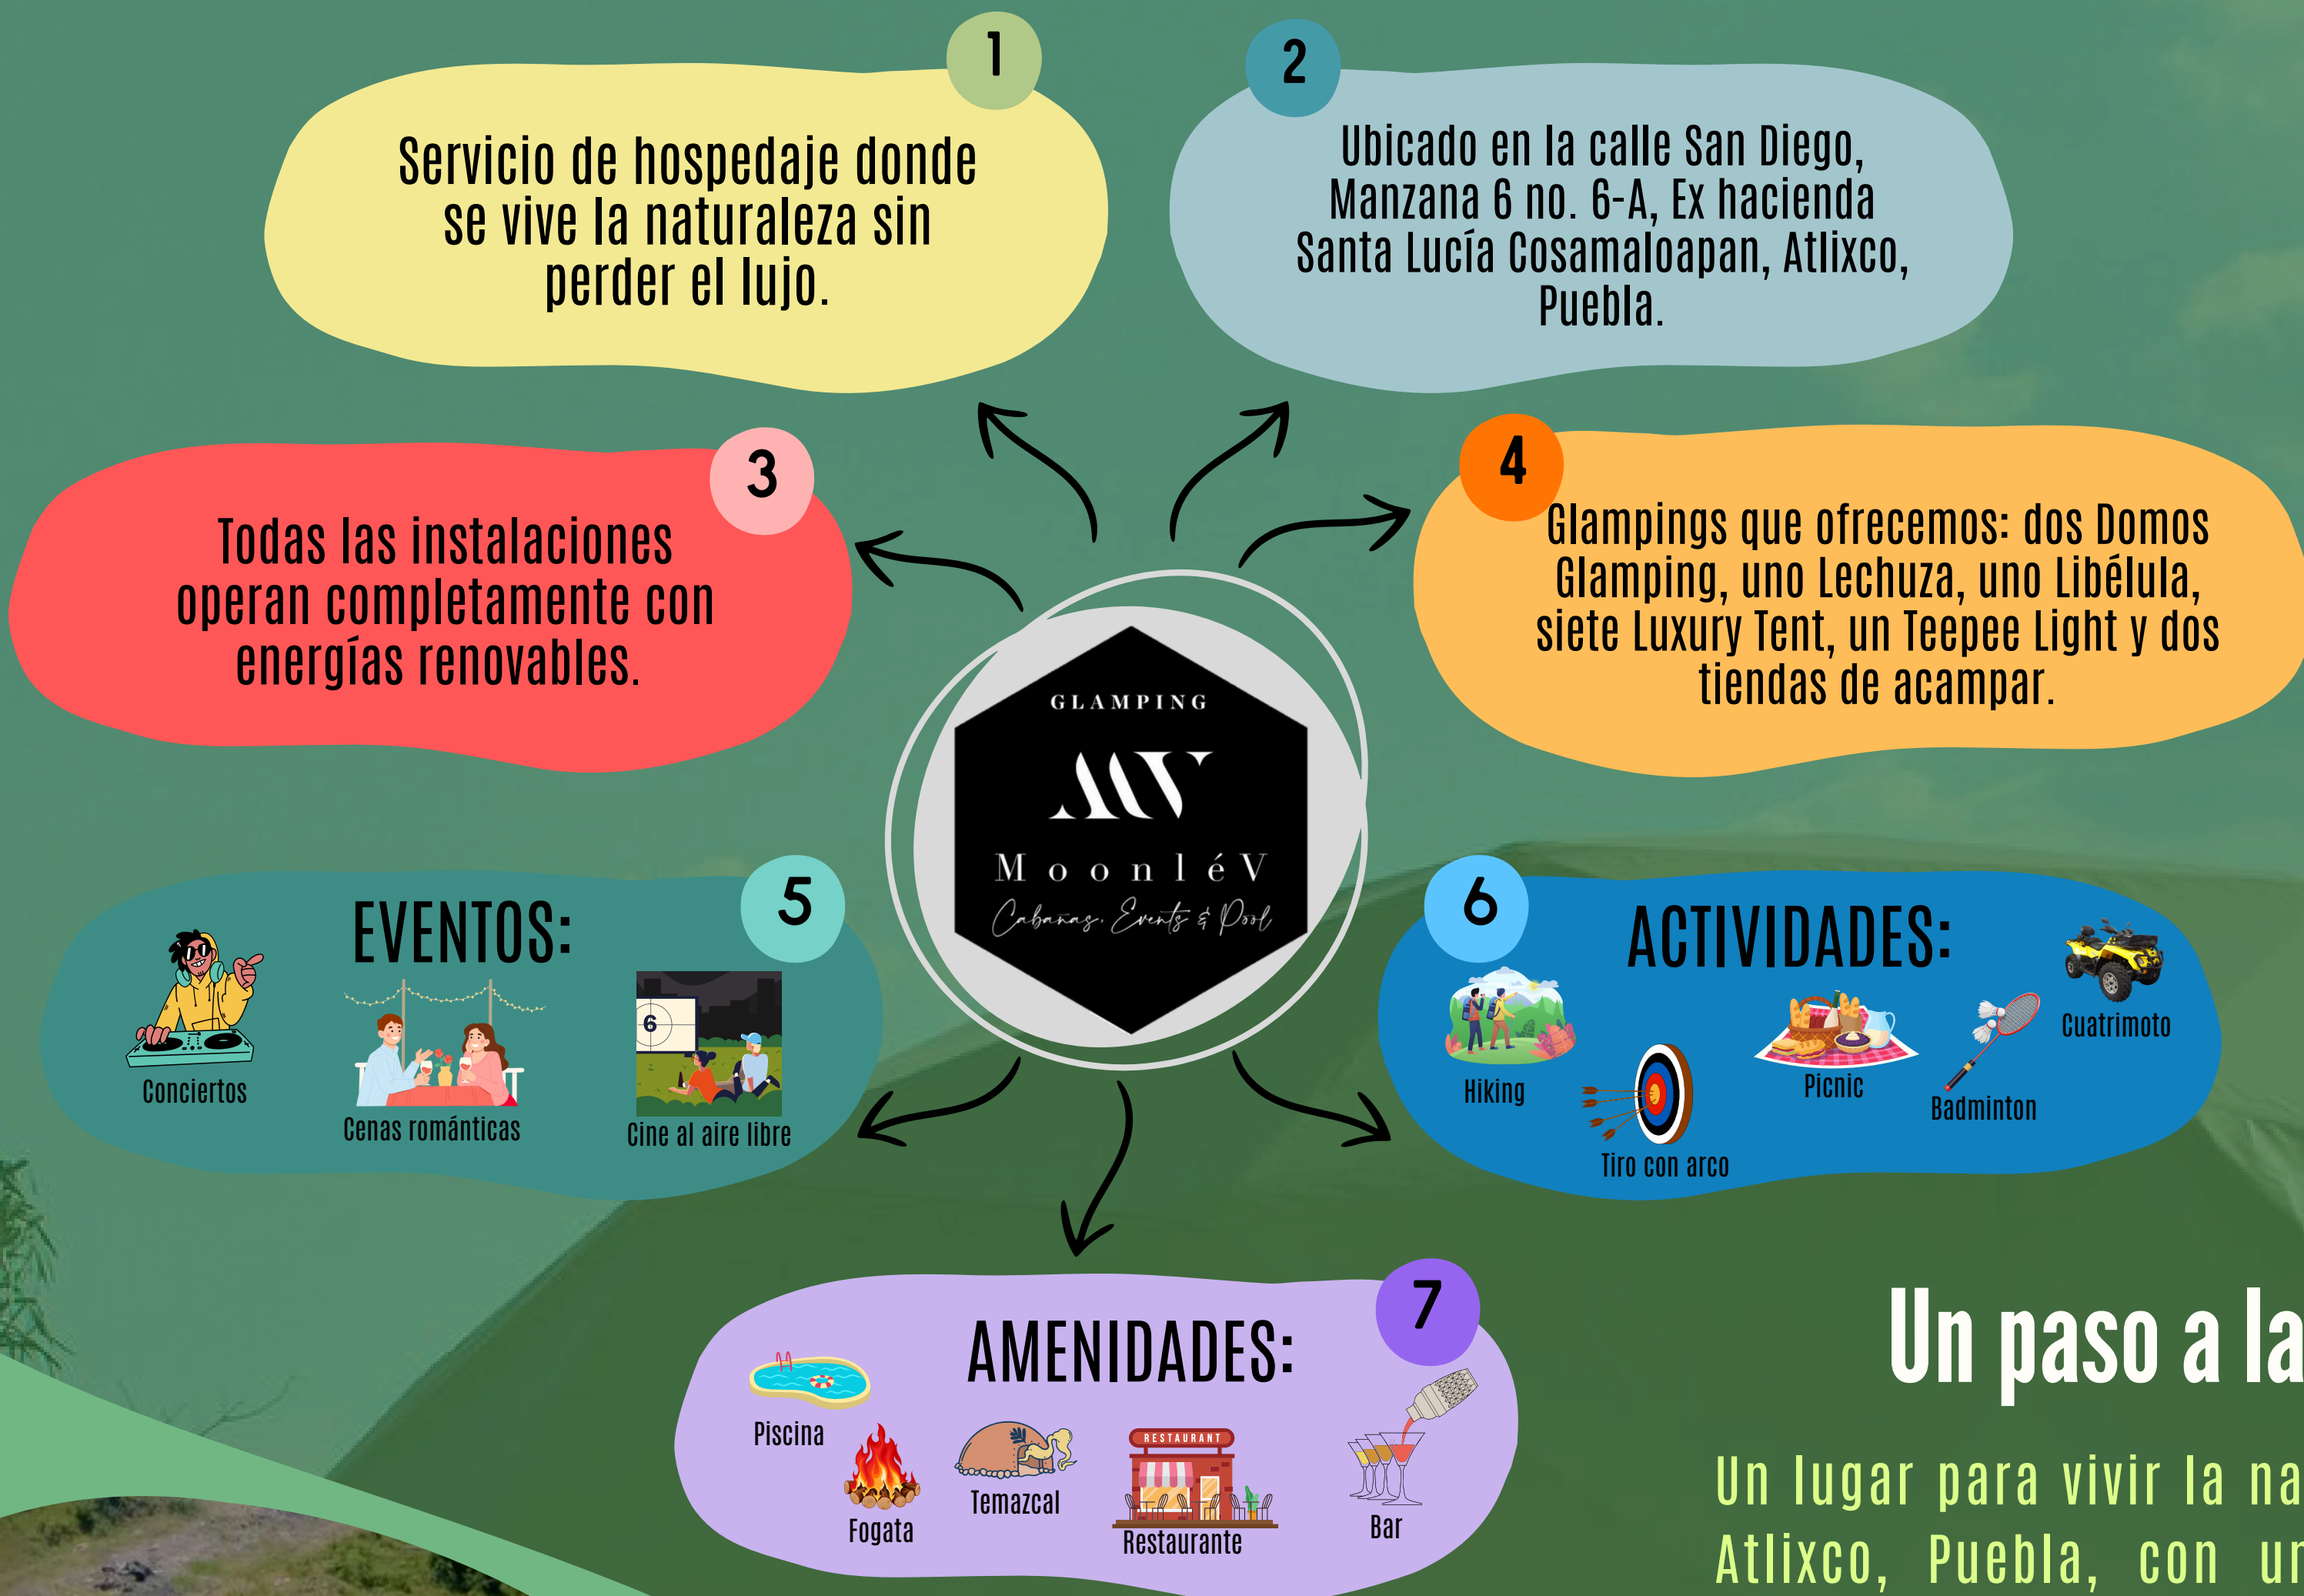 1
Servicio de hospedaje donde
se vive la naturaleza sin
perder el lujo.
2
Ubicado en la calle San Diego,
Manzana 6 no. 6-A, Ex hacienda
Santa Lucía Cosamaloapan, Atlixco,
Puebla.
3
Todas las instalaciones
operan completamente con
energías renovables.
4
Glampings que ofrecemos: dos Domos
Glamping, uno Lechuza, uno Libélula,
siete Luxury Tent, un Teepee Light y dos
tiendas de acampar.
GLAMPING
MV
MoonléV
Cabañas, Events & Pool
5
EVENTOS:
6
Conciertos
Cenas románticas
Cine al aire libre
6
ACTIVIDADES:
Hiking
Tiro con arco
Picnic
Badminton
Cuatrimoto
7
AMENIDADES:
Piscina
Fogata
Temazcal
RESTAURANT
Restaurante
Bar
Un paso a la
Un lugar para vivir la na
Atlixco, Puebla, con